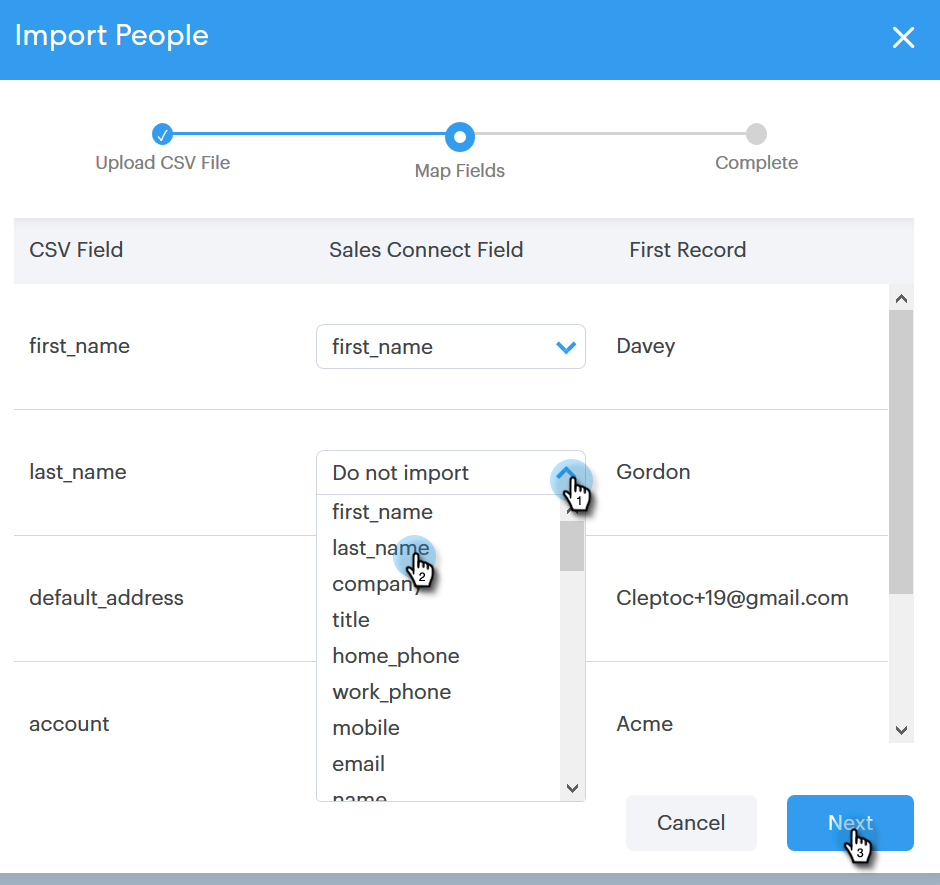 Import People
Upload CSV File
Map Fields
Complete
CSV Field Sales Connect Field First Record
first_name first_name Davey
last_name Do not import Gordon
1
first_name
last_name
2
company
title
home_phone
work_phone
mobile
email
name
default_address Cleptoc+19@gmail.com
account Acme
Cancel Next
3